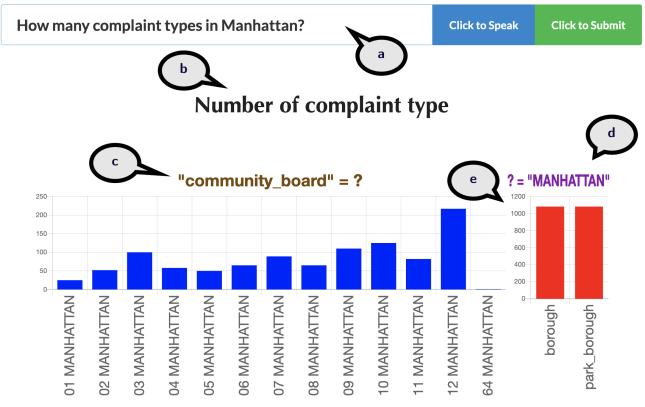 How many complaint types in Manhattan?
Click to Speak
Click to Submit
a
b
Number of complaint type
d
c
"community_board" = ?
e
? = "MANHATTAN"
250
200
150
100
50
0
01 MANHATTAN
02 MANHATTAN
03 MANHATTAN
04 MANHATTAN
05 MANHATTAN
06 MANHATTAN
07 MANHATTAN
08 MANHATTAN
09 MANHATTAN
10 MANHATTAN
11 MANHATTAN
12 MANHATTAN
64 MANHATTAN
1200
1000
800
600
400
200
0
borough
park_borough